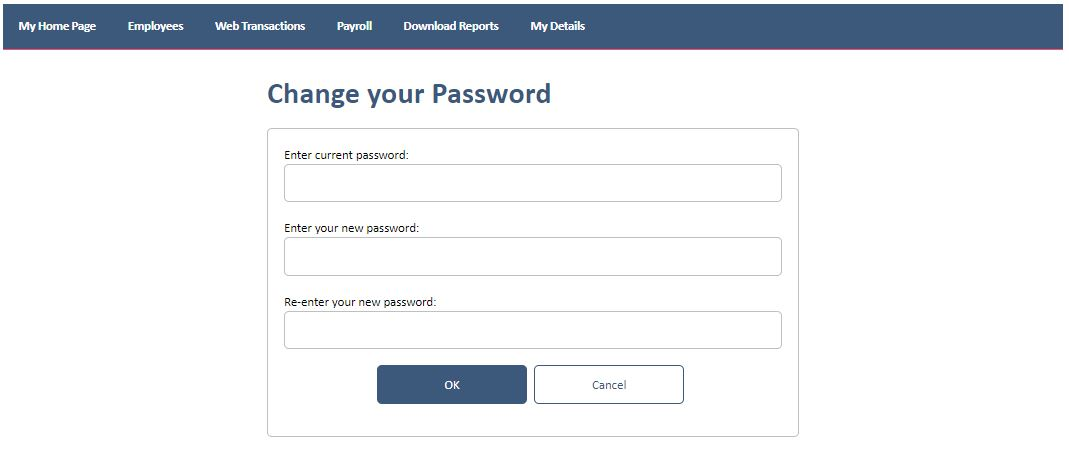 My Home Page Employees Web Transactions Payroll Download Reports My Details
Change your Password
Enter current password:
Enter your new password:
Re-enter your new password:
OK Cancel